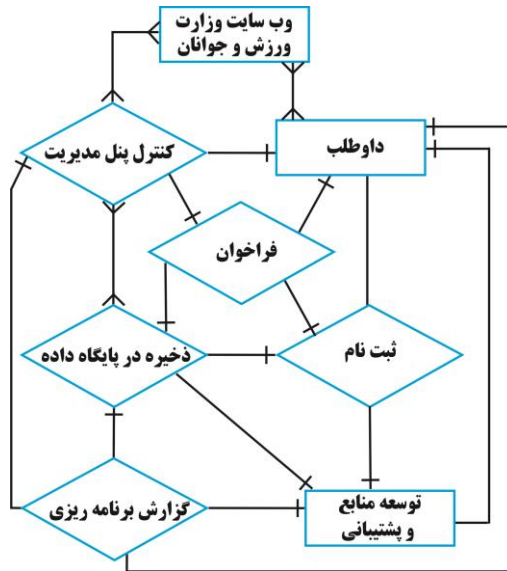 وب سایت وزارت
ورزش و جوانان
کنترل پنل مدیریت
داوطلب
فراخوان
ذخیره در پایگاه داده
ثبت نام
گزارش برنامه ریزی
توسعه منابع
و پشتیبانی